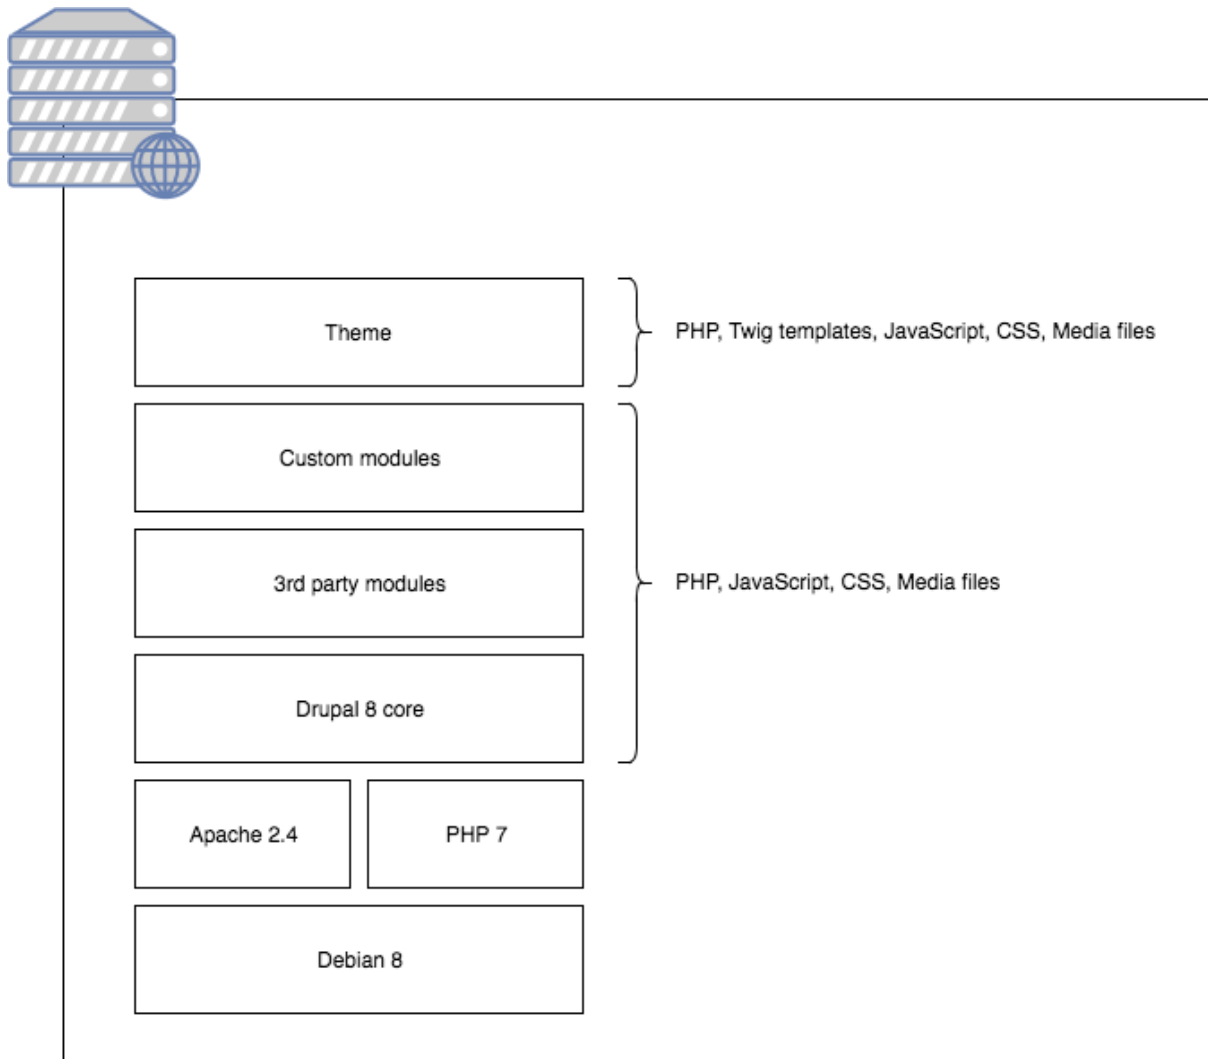 Theme
PHP, Twig templates, JavaScript, CSS, Media files
Custom modules
3rd party modules
PHP, JavaScript, CSS, Media files
Drupal 8 core
Apache 2.4
PHP 7
Debian 8